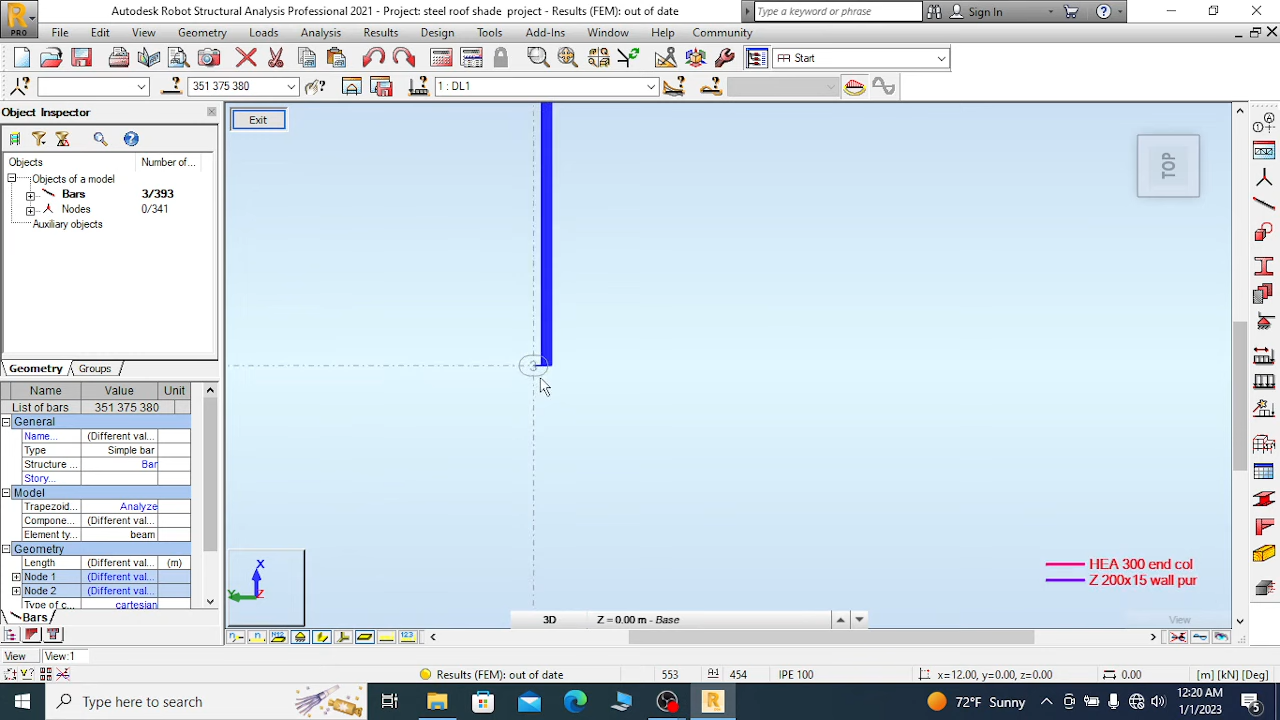 Autodesk Robot Structural Analysis Professional 2021 - Project: steel roof shade  project - Results (FEM): out of date
Type a keyword or phrase
Sign In
PRO
File Edit View Geometry Loads Analysis Results Design Tools Add-Ins Window Help Community
Start
351 375 380
1 : DL1
Object Inspector
Exit
TOP
Objects Number of...
Objects of a model
Bars 3/393
Nodes 0/341
Auxiliary objects
Geometry Groups
Name Value Unit
List of bars 351 375 380
General
Name... (Different val...
Type Simple bar
Structure ... Bar
Story...
Model
Trapezoid... Analyze
Compone... (Different val...
Element ty... beam
Geometry
Length (Different val... (m)
Node 1 (Different val...
Node 2 (Different val...
Type of c... cartesian
Bars
X
Y
Z
HEA 300 end col
Z 200x15 wall pur
View
3D Z = 0.00 m - Base
View View:1
Results (FEM): out of date 553 454 IPE 100 x=12.00, y=0.00, z=0.00 0.00 [m] [kN] [Deg]
Type here to search
72°F Sunny
12:20 AM
1/1/2023
5